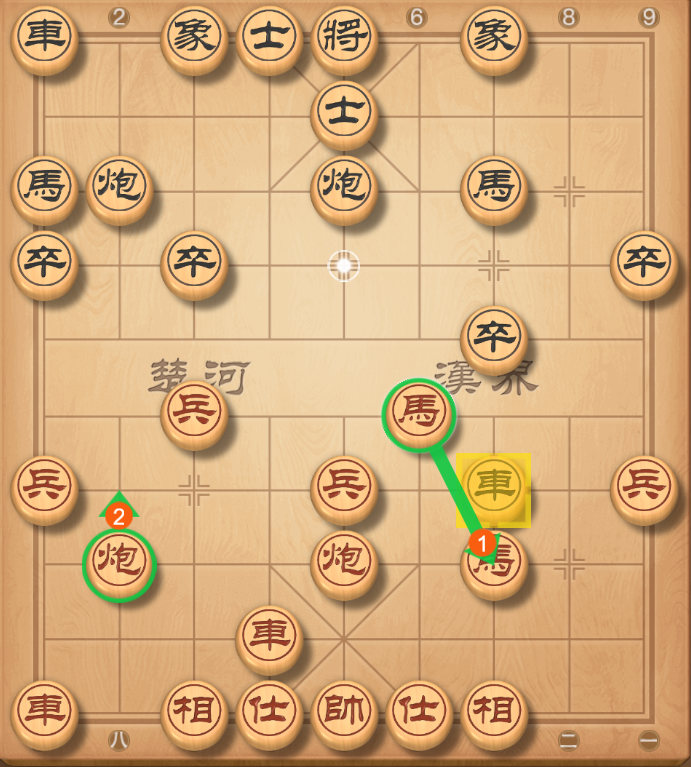 2 6 8 9
車 象 士 將 象
士
馬 炮 炮 馬
卒 卒 卒
卒
楚河 漢界
兵 馬
兵 兵 車 兵
2
1
炮 炮 馬
車
車 相 仕 帥 仕 相
八 二 一